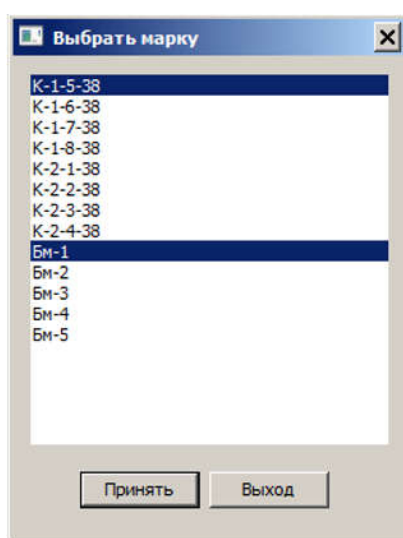 Выбрать марку
К-1-5-38
К-1-6-38
К-1-7-38
К-1-8-38
К-2-1-38
К-2-2-38
К-2-3-38
К-2-4-38
Бм-1
Бм-2
Бм-3
Бм-4
Бм-5
Принять Выход